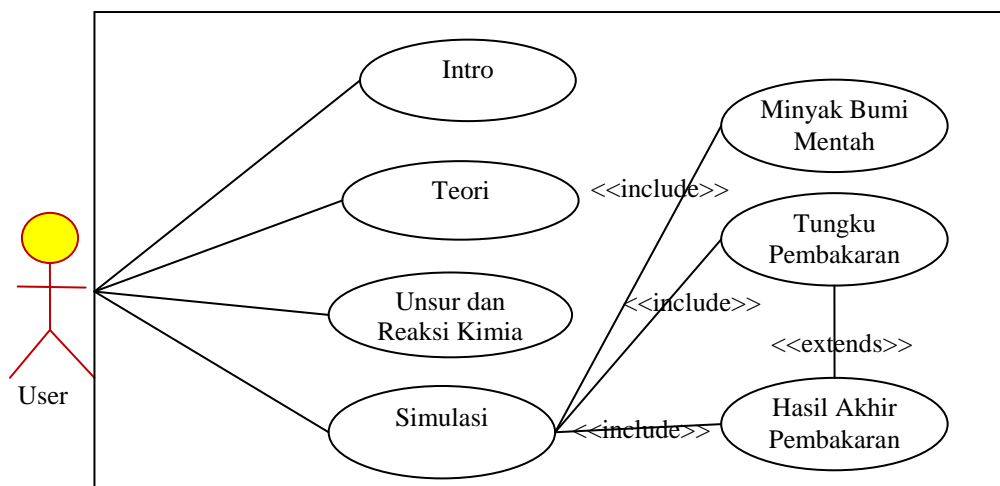 Intro
Minyak Bumi
Mentah
Teori
<<include>>
Tungku
Pembakaran
Unsur dan
Reaksi Kimia
<<include>>
<<extends>>
User
Simulasi
<<include>>
Hasil Akhir
Pembakaran